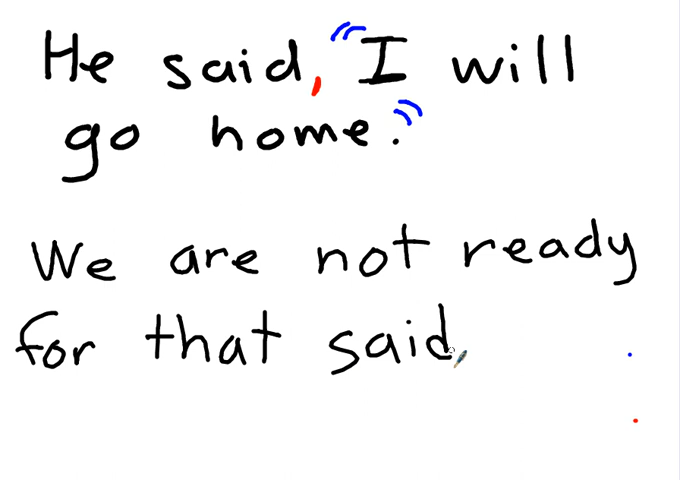 He said, "I will
go home."
We are not ready
for that said